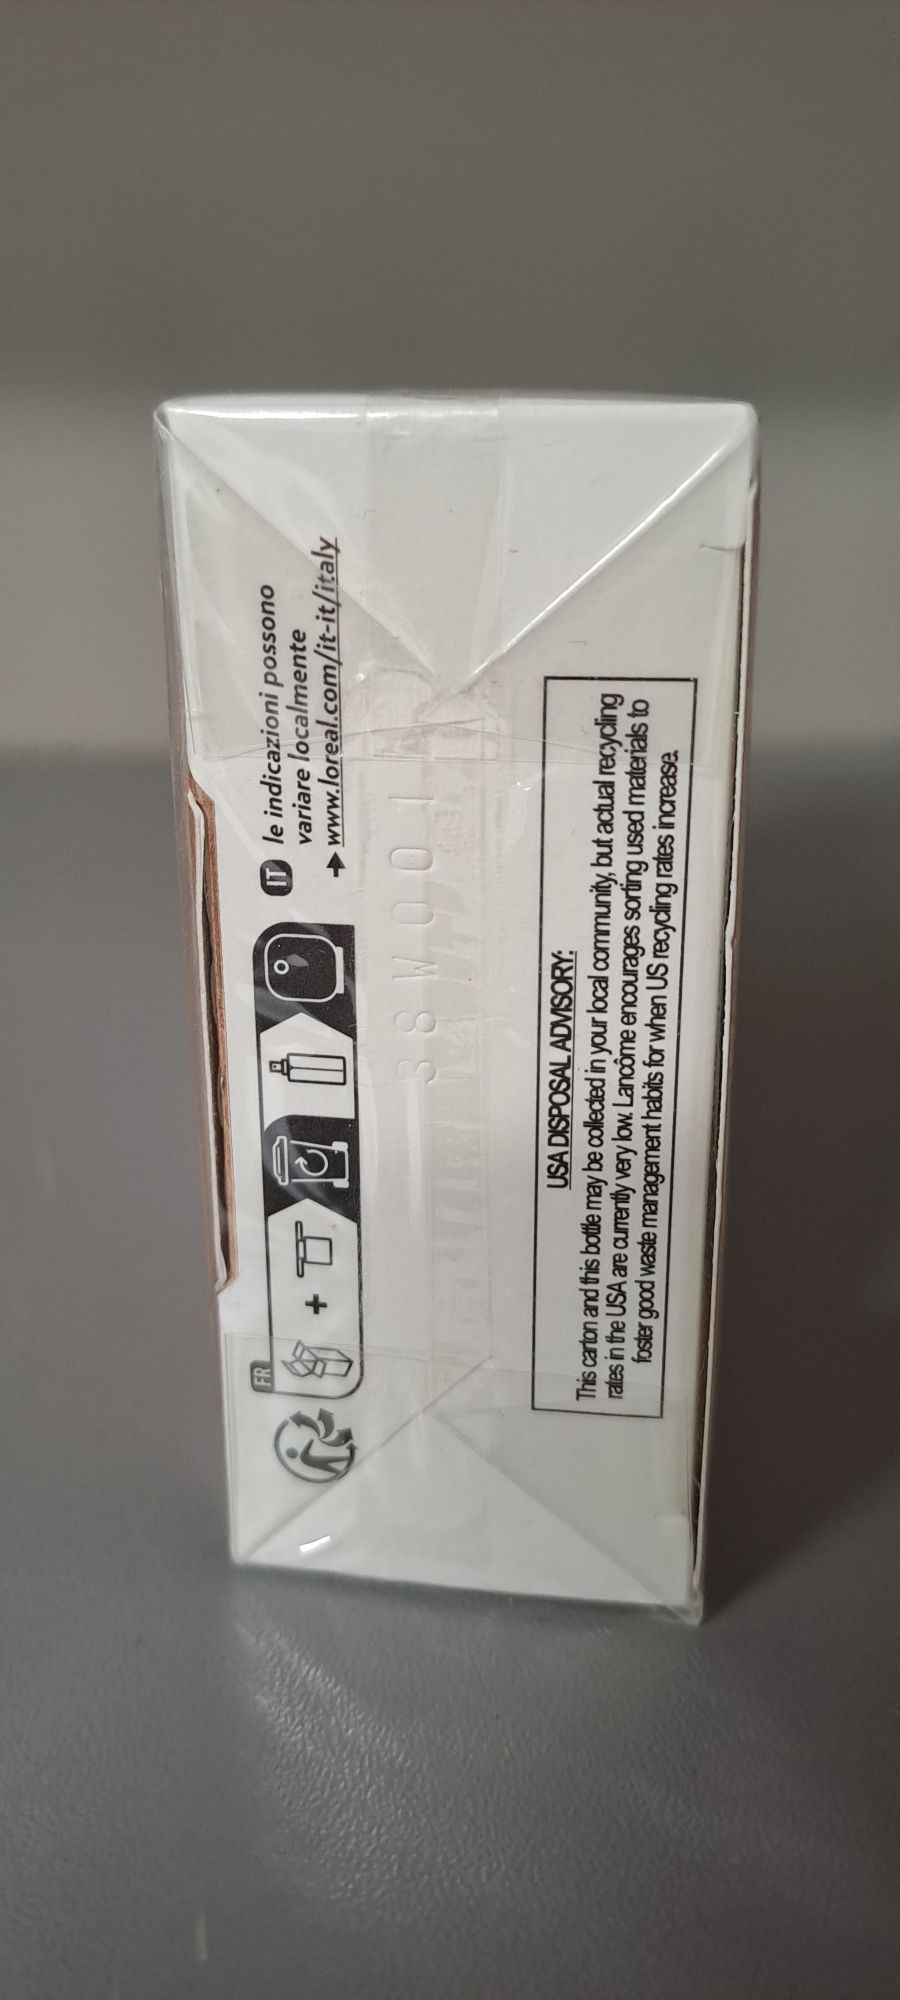 FR
+
IT le indicazioni possono
variare localmente
→ www.loreal.com/it-it/italy
38W001
USA DISPOSAL ADVISORY:
This carton and this bottle may be collected in your local community, but actual recycling
rates in the USA are currently very low. Lancôme encourages sorting used materials to
foster good waste management habits for when US recycling rates increase.